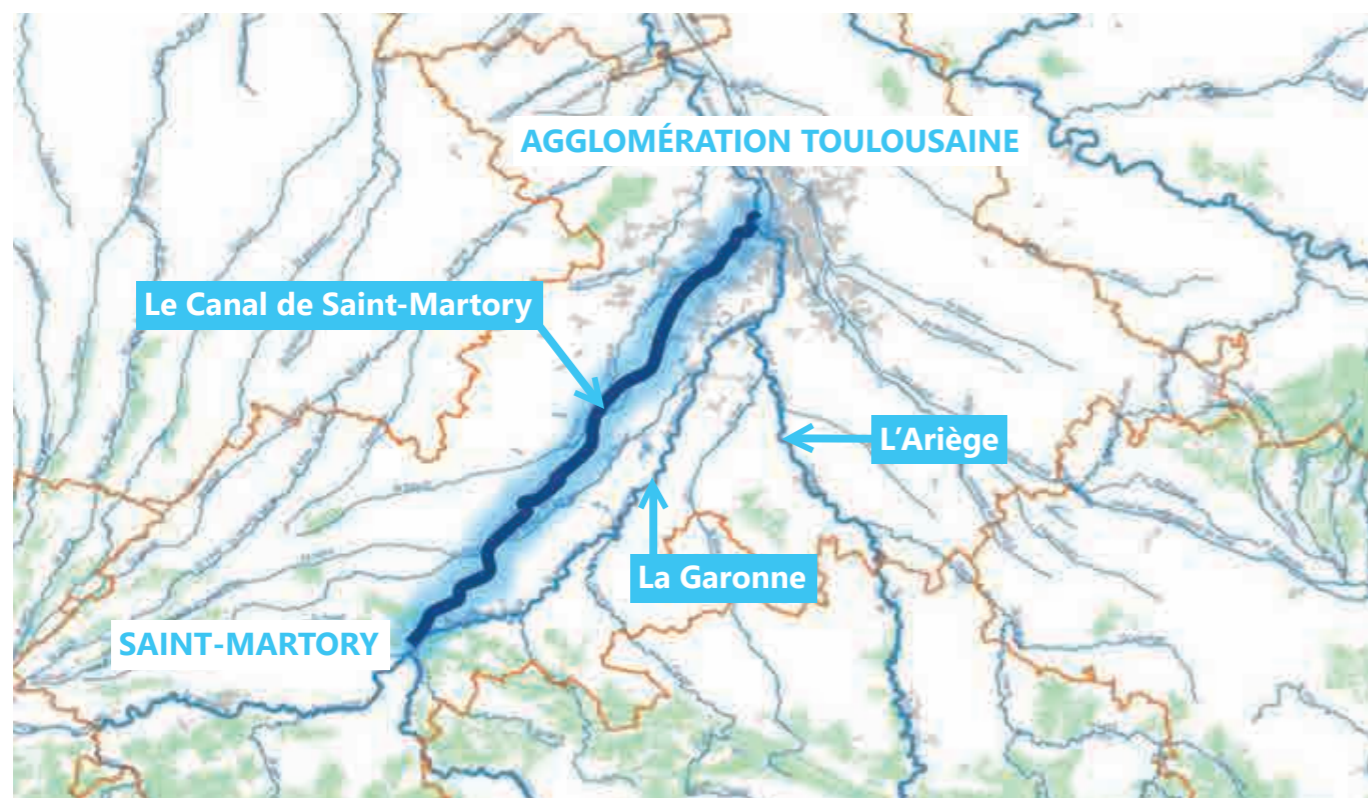 AGGLOMÉRATION TOULOUSAINE
Le Canal de Saint-Martory
L'Ariège
La Garonne
SAINT-MARTORY